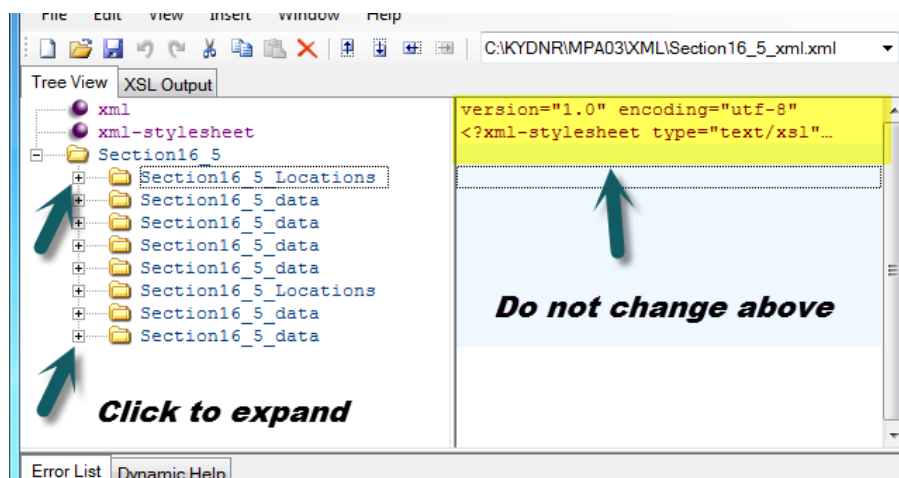 File Edit View Insert Window Help
C:\KYDNR\MPA03\XML\Section16_5_xml.xml
Tree View XSL Output
xml version="1.0" encoding="utf-8"
xml-stylesheet <?xml-stylesheet type="text/xsl"…
Section16_5
Section16_5_Locations
Section16_5_data
Section16_5_data
Section16_5_data
Section16_5_data
Section16_5_Locations
Section16_5_data
Section16_5_data
Do not change above
Click to expand
Error List Dynamic Help